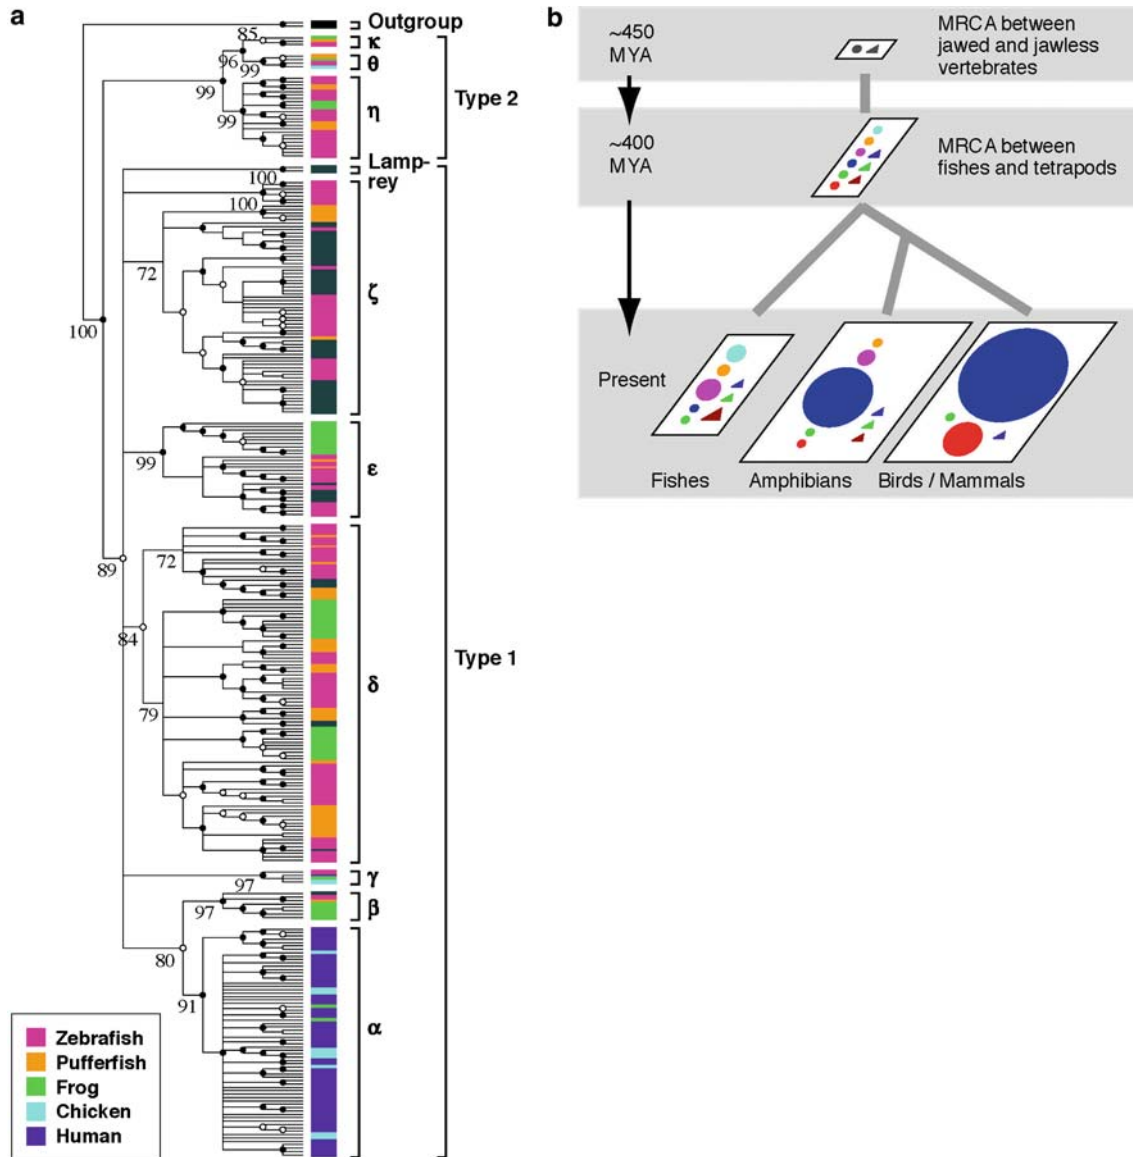 a
Outgroup
85
κ
96
θ
99
99
η
99
Type 2
Lamp-
rey
100
100
72
ζ
100
ε
99
72
89
84
δ
Type 1
79
γ
97
β
97
80
91
α
Zebrafish
Pufferfish
Frog
Chicken
Human
b
~450
MYA
MRCA between
jawed and jawless
vertebrates
~400
MYA
MRCA between
fishes and tetrapods
Present
Fishes
Amphibians
Birds / Mammals